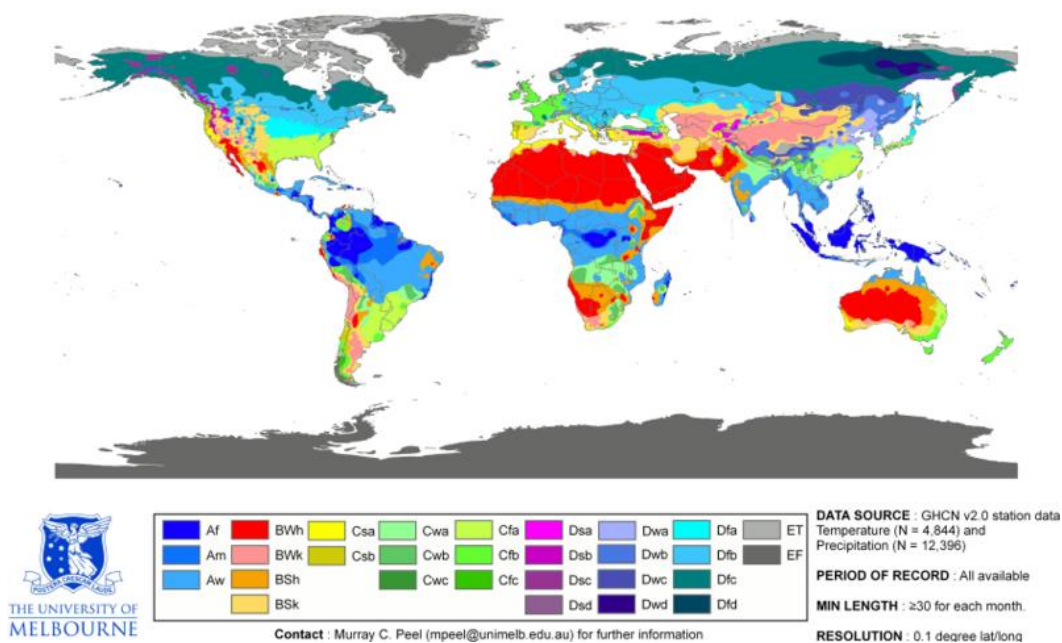 Af
BWh
Csa
Cwa
Cfa
Dsa
Dwa
Dfa
ET
Am
BWk
Csb
Cwb
Cfb
Dsb
Dwb
Dfb
EF
Aw
BSh
Cwc
Cfc
Dsc
Dwc
Dfc
BSk
Dsd
Dwd
Dfd
DATA SOURCE : GHCN v2.0 station data
Temperature (N = 4,844) and
Precipitation (N = 12,396)
PERIOD OF RECORD : All available
MIN LENGTH : ≥30 for each month.
RESOLUTION : 0.1 degree lat/long
POSTERA CRESCAM LAUDE
THE UNIVERSITY OF
MELBOURNE
Contact : Murray C. Peel (mpeel@unimelb.edu.au) for further information